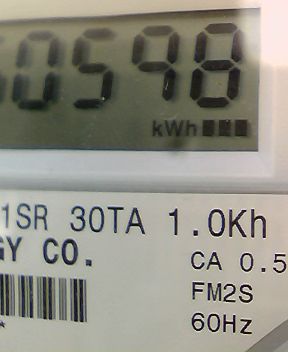 0598
kWh
1SR 30TA 1.0Kh
GY CO.
CA 0.5
FM2S
60Hz